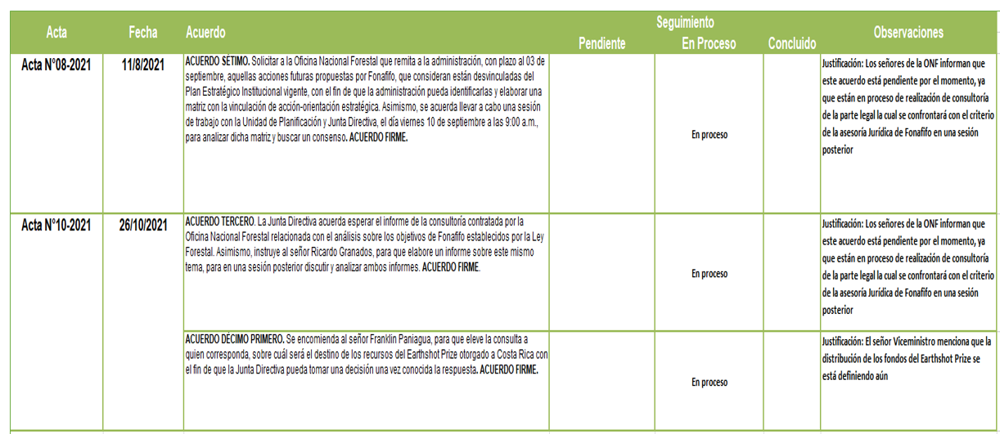 Acta Fecha Acuerdo Seguimiento Observaciones
Pendiente En Proceso Concluido
Acta N°08-2021
11/8/2021
ACUERDO SÉTIMO. Solicitar a la Oficina Nacional Forestal que remita a la administración, con plazo al 03 de
septiembre, aquellas acciones futuras propuestas por Fonafifo, que consideran están desvinculadas del
Plan Estratégico Institucional vigente, con el fin de que la administración pueda identificarlas y elaborar una
matriz con la vinculación de acción-orientación estratégica. Asimismo, se acuerda llevar a cabo una sesión
de trabajo con la Unidad de Planificación y Junta Directiva, el día viernes 10 de septiembre a las 9:00 a.m.,
para analizar dicha matriz y buscar un consenso. ACUERDO FIRME.
En proceso
Justificación: Los señores de la ONF informan que
este acuerdo está pendiente por el momento, ya
que están en proceso de realización de consultoría
de la parte legal la cual se confrontará con el criterio
de la asesoría Jurídica de Fonafifo en una sesión
posterior
Acta N°10-2021
26/10/2021
ACUERDO TERCERO. La Junta Directiva acuerda esperar el informe de la consultoría contratada por la
Oficina Nacional Forestal relacionada con el análisis sobre los objetivos de Fonafifo establecidos por la Ley
Forestal. Asimismo, instruye al señor Ricardo Granados, para que elabore un informe sobre este mismo
tema, para en una sesión posterior discutir y analizar ambos informes. ACUERDO FIRME.
En proceso
Justificación: Los señores de la ONF informan que
este acuerdo está pendiente por el momento, ya
que están en proceso de realización de consultoría
de la parte legal la cual se confrontará con el criterio
de la asesoría Jurídica de Fonafifo en una sesión
posterior
ACUERDO DÉCIMO PRIMERO. Se encomienda al señor Franklin Paniagua, para que eleve la consulta a
quien corresponda, sobre cuál será el destino de los recursos del Earthshot Prize otorgado a Costa Rica con
el fin de que la Junta Directiva pueda tomar una decisión una vez conocida la respuesta. ACUERDO FIRME.
En proceso
Justificación: El señor Viceministro menciona que la
distribución de los fondos del Earthshot Prize se
está definiendo aún